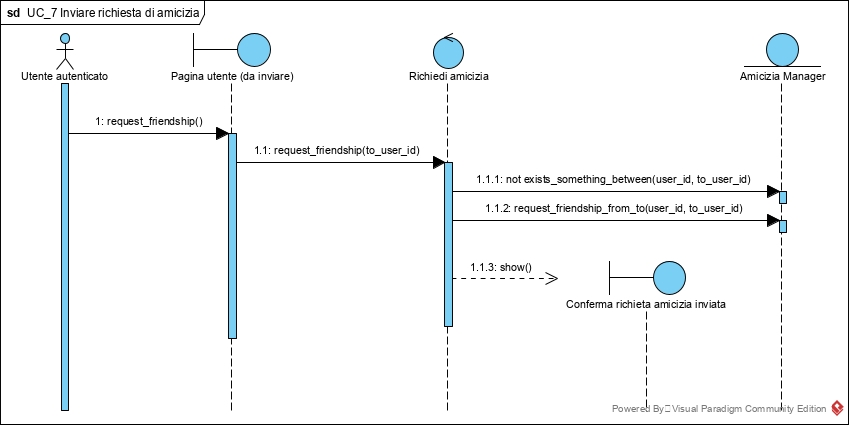 sd UC_7 Inviare richiesta di amicizia
Utente autenticato
Pagina utente (da inviare)
Richiedi amicizia
Amicizia Manager
1: request_friendship()
1.1: request_friendship(to_user_id)
1.1.1: not exists_something_between(user_id, to_user_id)
1.1.2: request_friendship_from_to(user_id, to_user_id)
1.1.3: show()
Conferma richieta amicizia inviata
Powered By Visual Paradigm Community Edition